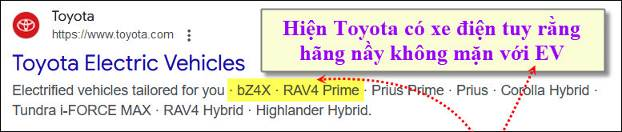 Toyota
https://www.toyota.com
Hiện Toyota có xe điện tuy rằng
hãng nầy không mặn với EV
Toyota Electric Vehicles
Electrified vehicles tailored for you · bZ4X · RAV4 Prime · Prius Prime · Prius · Corolla Hybrid ·
Tundra i-FORCE MAX · RAV4 Hybrid · Highlander Hybrid.